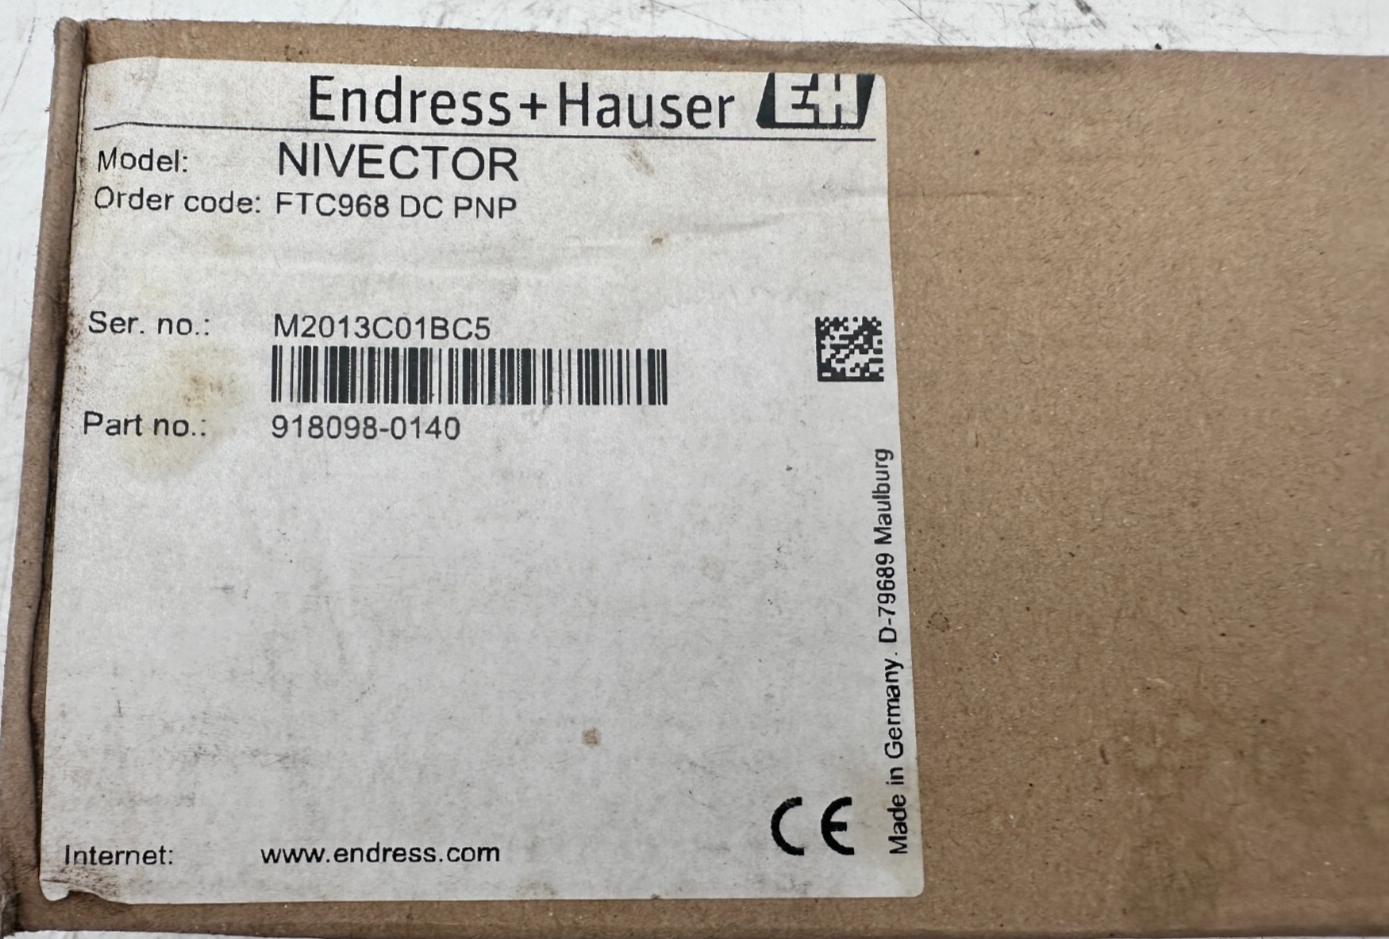 Endress+Hauser EH
Model: NIVECTOR
Order code: FTC968 DC PNP
Ser. no.: M2013C01BC5
Part no.: 918098-0140
Made in Germany. D-79689 Maulburg
CE
Internet: www.endress.com